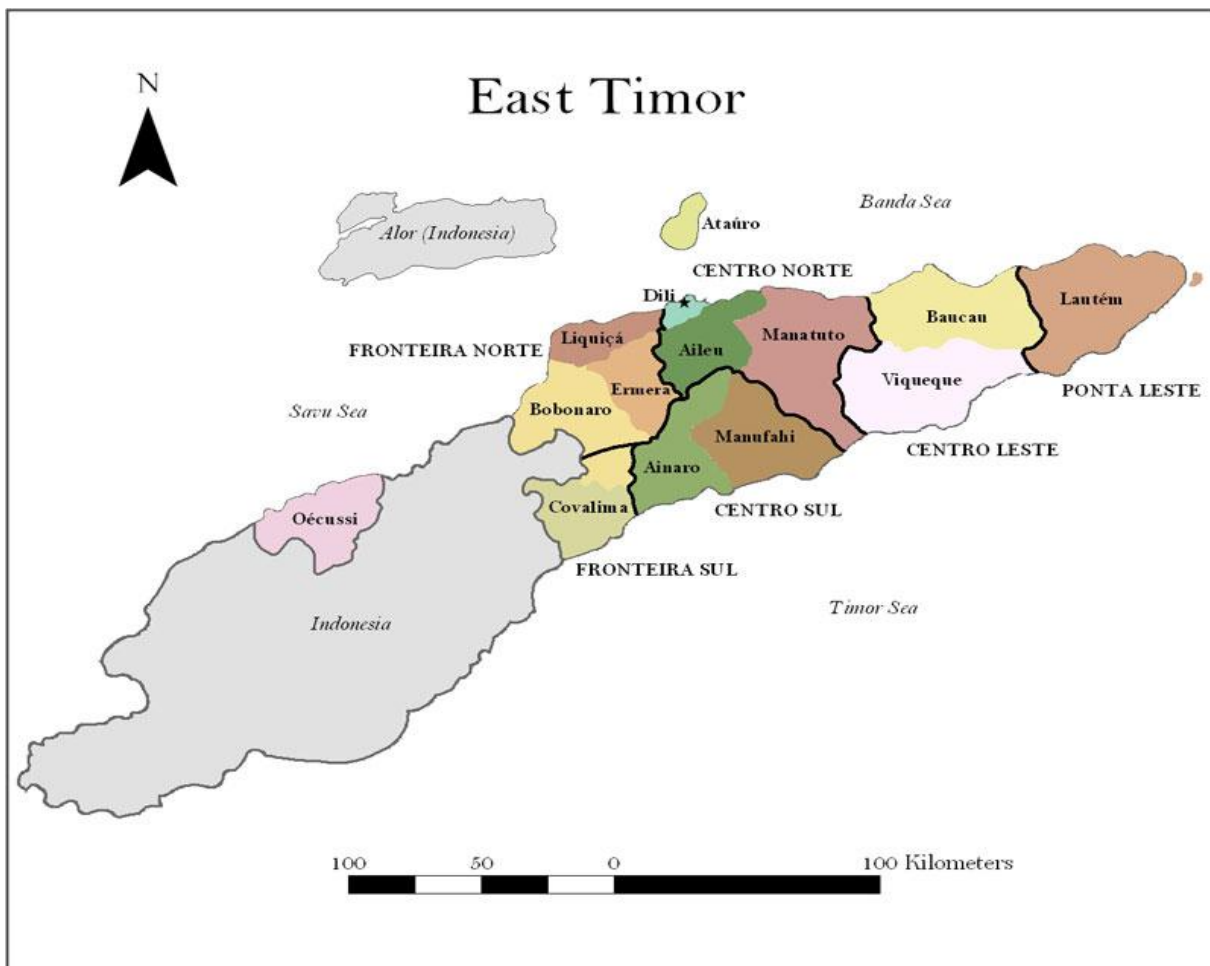 N
East Timor
Banda Sea
Ataúro
Alor (Indonesia)
CENTRO NORTE
Dili
Lautém
Baucau
Liquiçá
Manatuto
FRONTEIRA NORTE
Aileu
Viqueque
Ermera
PONTA LESTE
Bobonaro
Savu Sea
Manufahi
CENTRO LESTE
Ainaro
Covalima
CENTRO SUL
Oécussi
FRONTEIRA SUL
Timor Sea
Indonesia
100 50 0 100 Kilometers